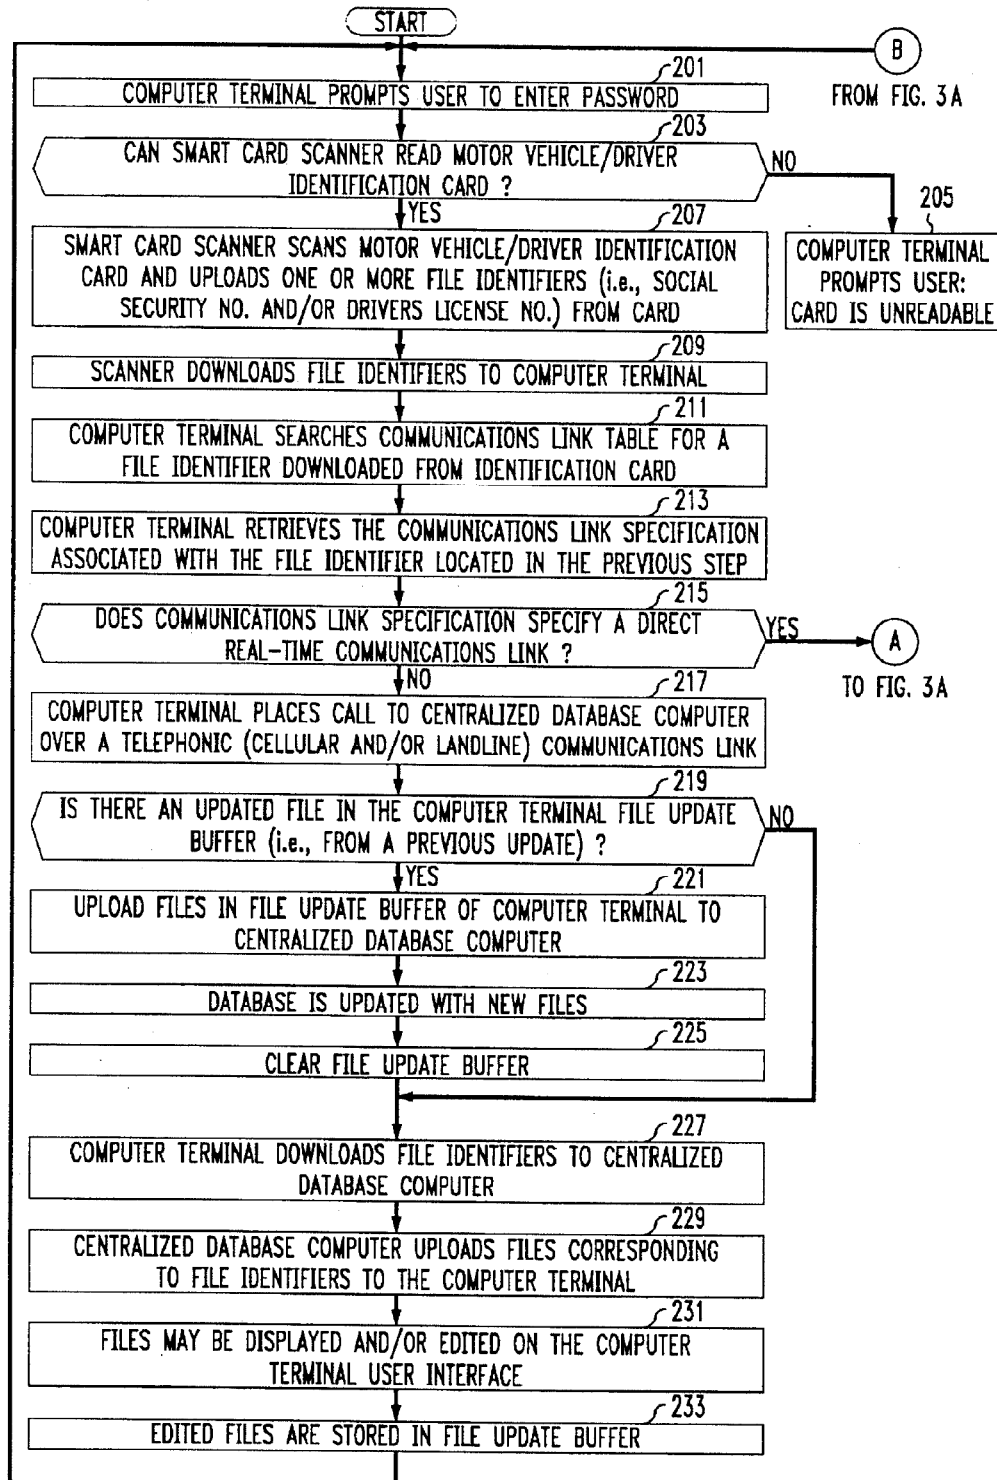 START
B
FROM FIG. 3A
201
COMPUTER TERMINAL PROMPTS USER TO ENTER PASSWORD
203
CAN SMART CARD SCANNER READ MOTOR VEHICLE/DRIVER
IDENTIFICATION CARD ?
NO
YES
205
COMPUTER TERMINAL
PROMPTS USER:
CARD IS UNREADABLE
207
SMART CARD SCANNER SCANS MOTOR VEHICLE/DRIVER IDENTIFICATION
CARD AND UPLOADS ONE OR MORE FILE IDENTIFIERS (i.e., SOCIAL
SECURITY NO. AND/OR DRIVERS LICENSE NO.) FROM CARD
209
SCANNER DOWNLOADS FILE IDENTIFIERS TO COMPUTER TERMINAL
211
COMPUTER TERMINAL SEARCHES COMMUNICATIONS LINK TABLE FOR A
FILE IDENTIFIER DOWNLOADED FROM IDENTIFICATION CARD
213
COMPUTER TERMINAL RETRIEVES THE COMMUNICATIONS LINK SPECIFICATION
ASSOCIATED WITH THE FILE IDENTIFIER LOCATED IN THE PREVIOUS STEP
215
DOES COMMUNICATIONS LINK SPECIFICATION SPECIFY A DIRECT
REAL-TIME COMMUNICATIONS LINK ?
YES
A
TO FIG. 3A
NO
217
COMPUTER TERMINAL PLACES CALL TO CENTRALIZED DATABASE COMPUTER
OVER A TELEPHONIC (CELLULAR AND/OR LANDLINE) COMMUNICATIONS LINK
219
IS THERE AN UPDATED FILE IN THE COMPUTER TERMINAL FILE UPDATE
BUFFER (i.e., FROM A PREVIOUS UPDATE) ?
NO
YES
221
UPLOAD FILES IN FILE UPDATE BUFFER OF COMPUTER TERMINAL TO
CENTRALIZED DATABASE COMPUTER
223
DATABASE IS UPDATED WITH NEW FILES
225
CLEAR FILE UPDATE BUFFER
227
COMPUTER TERMINAL DOWNLOADS FILE IDENTIFIERS TO CENTRALIZED
DATABASE COMPUTER
229
CENTRALIZED DATABASE COMPUTER UPLOADS FILES CORRESPONDING
TO FILE IDENTIFIERS TO THE COMPUTER TERMINAL
231
FILES MAY BE DISPLAYED AND/OR EDITED ON THE COMPUTER
TERMINAL USER INTERFACE
233
EDITED FILES ARE STORED IN FILE UPDATE BUFFER